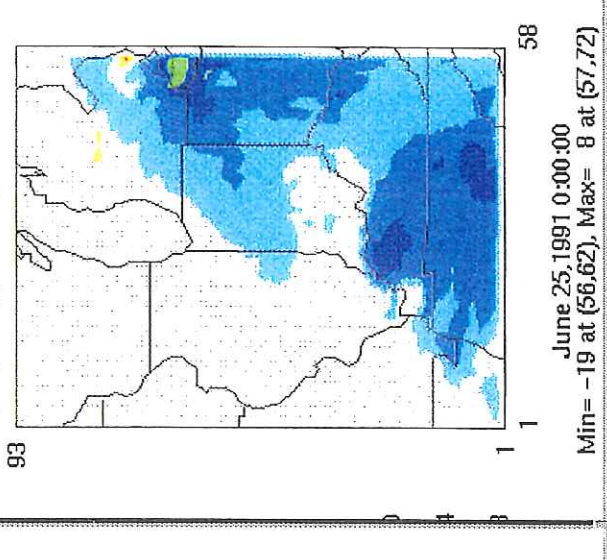 93
1
1
58
June 25,1991 0:00:00
Min= -19 at (56,62), Max= 8 at (57,72)